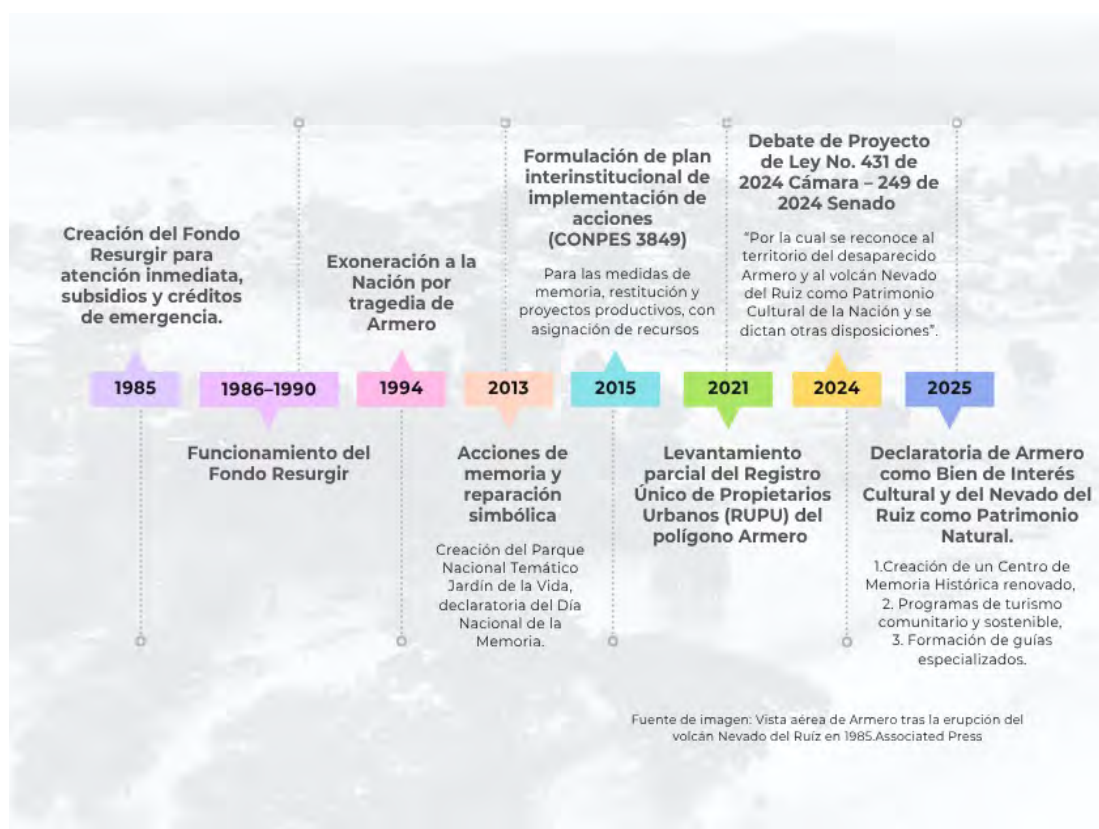 Creación del Fondo
Resurgir para
atención inmediata,
subsidios y créditos
de emergencia.
1985
1986–1990
Funcionamiento del
Fondo Resurgir
Exoneración a la
Nación por
tragedia de
Armero
1994
2013
Acciones de
memoria y
reparación
simbólica
Creación del Parque
Nacional Temático
Jardín de la Vida,
declaratoria del Día
Nacional de la
Memoria.
Formulación de plan
interinstitucional de
implementación de
acciones
(CONPES 3849)
Para las medidas de
memoria, restitución y
proyectos productivos, con
asignación de recursos
2015
2021
Levantamiento
parcial del Registro
Único de Propietarios
Urbanos (RUPU) del
polígono Armero
Debate de Proyecto
de Ley No. 431 de
2024 Cámara – 249 de
2024 Senado
“Por la cual se reconoce al
territorio del desaparecido
Armero y al volcán Nevado
del Ruiz como Patrimonio
Cultural de la Nación y se
dictan otras disposiciones”.
2024
2025
Declaratoria de Armero
como Bien de Interés
Cultural y del Nevado del
Ruiz como Patrimonio
Natural.
1.Creación de un Centro de
Memoria Histórica renovado,
2. Programas de turismo
comunitario y sostenible,
3. Formación de guías
especializados.
Fuente de imagen: Vista aérea de Armero tras la erupción del
volcán Nevado del Ruíz en 1985.Associated Press